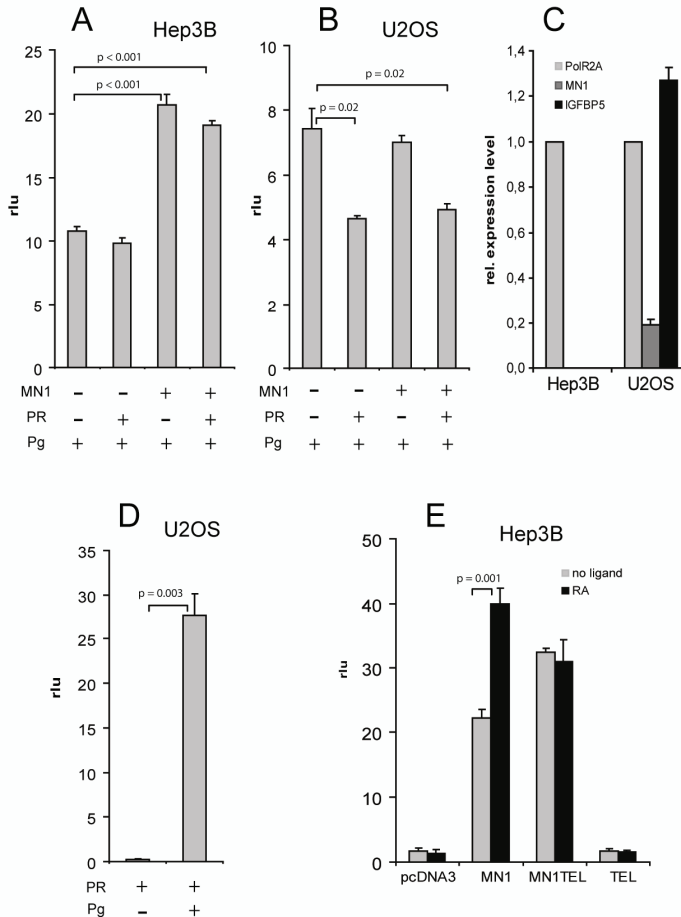 A Hep3B
p < 0.001
p < 0.001
rlu
25
20
15
10
5
0
MN1 – – + +
PR – + – +
Pg + + + +
B U2OS
p = 0.02
p = 0.02
rlu
10
8
6
4
2
0
– – + +
– + – +
+ + + +
C
PolR2A
MN1
IGFBP5
rel. expression level
1,4
1,2
1,0
0,8
0,6
0,4
0,2
0,0
Hep3B U2OS
D U2OS
p = 0.003
rlu
35
30
25
20
15
10
5
0
PR + +
Pg – +
E Hep3B
no ligand
RA
p = 0.001
rlu
50
40
30
20
10
0
pcDNA3 MN1 MN1TEL TEL